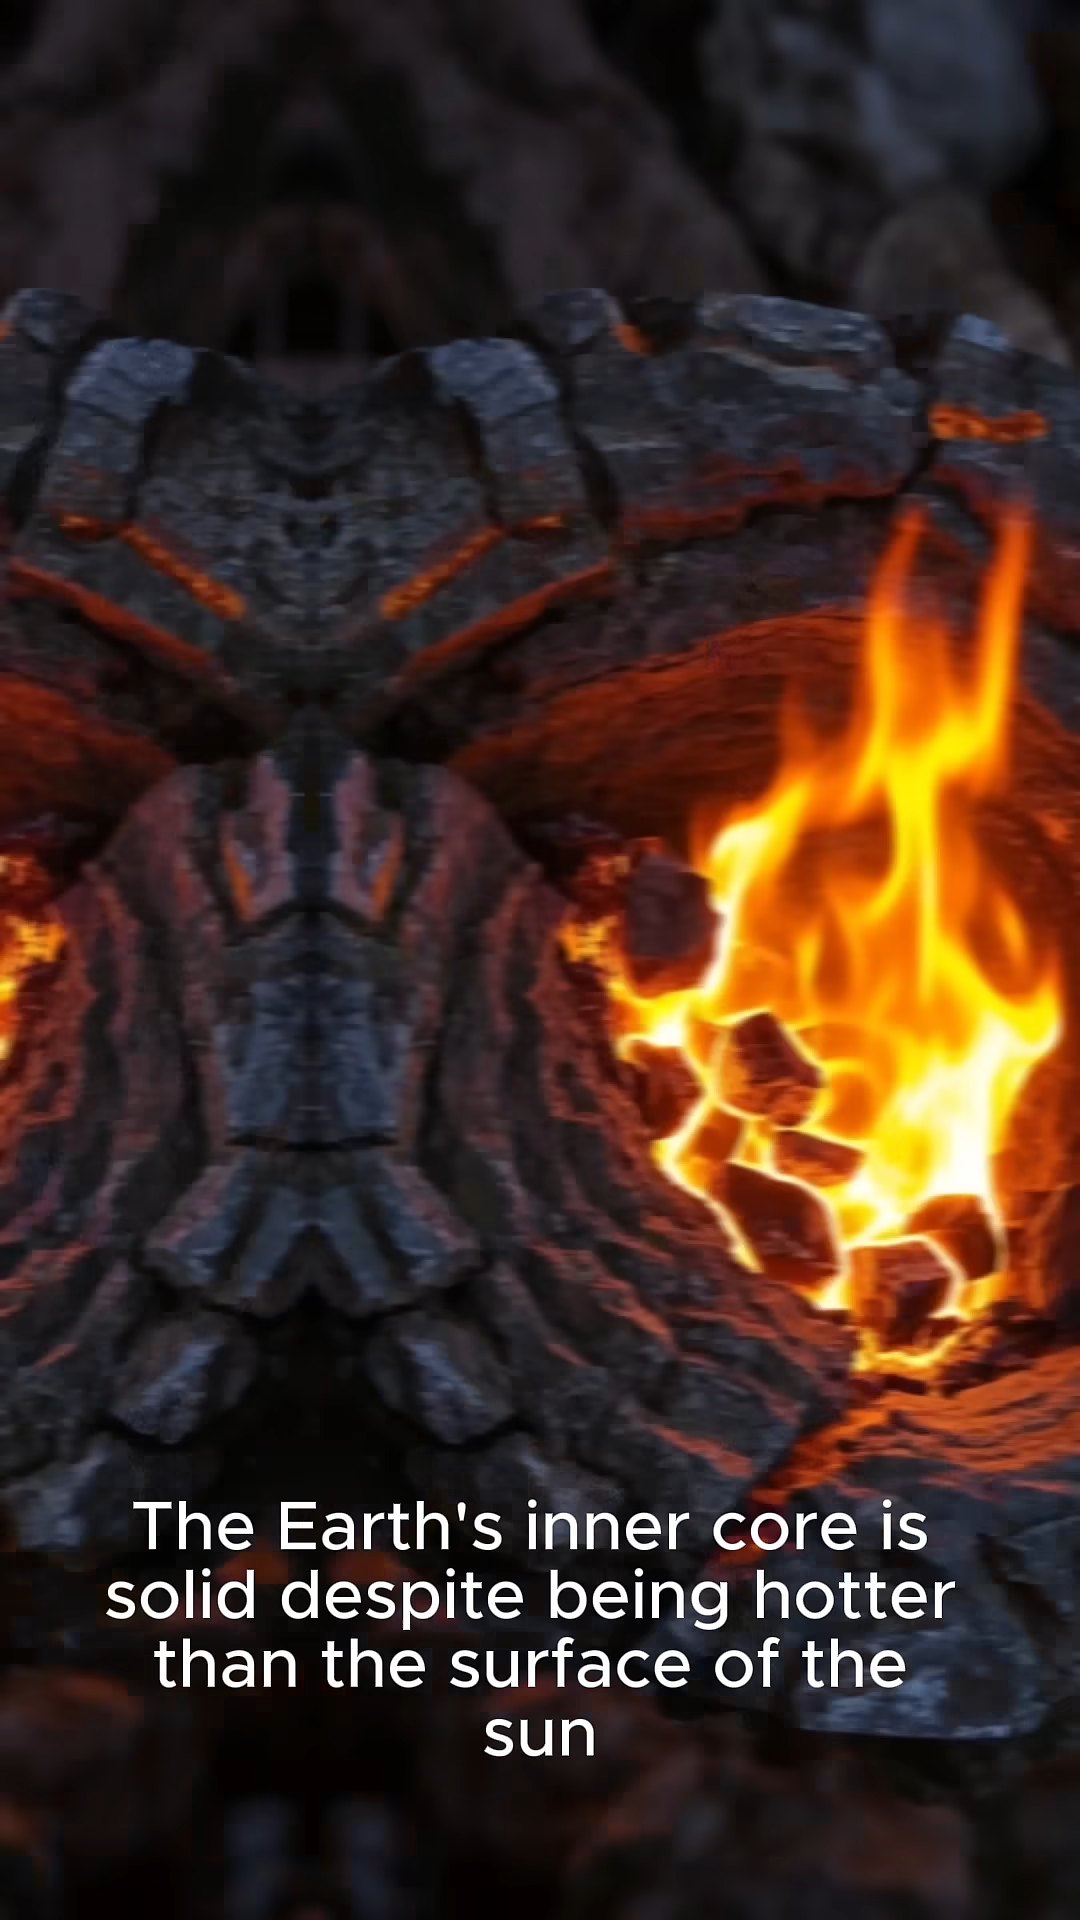 The Earth's inner core is
solid despite being hotter
than the surface of the
sun